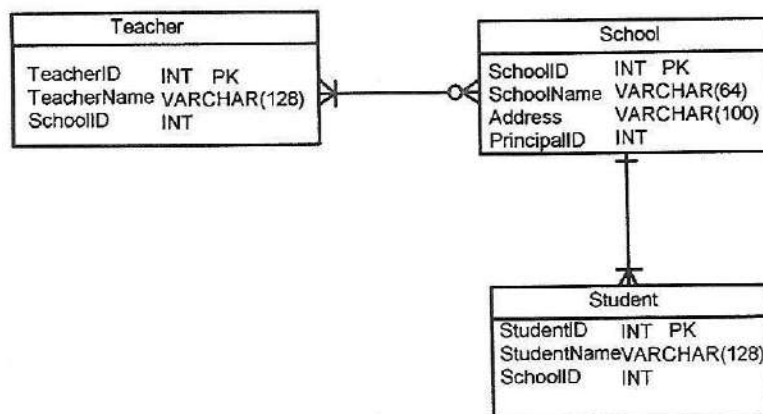 Teacher
TeacherID INT PK
TeacherName VARCHAR(128)
SchoolID INT
School
SchoolID INT PK
SchoolName VARCHAR(64)
Address VARCHAR(100)
PrincipalID INT
Student
StudentID INT PK
StudentName VARCHAR(128)
SchoolID INT